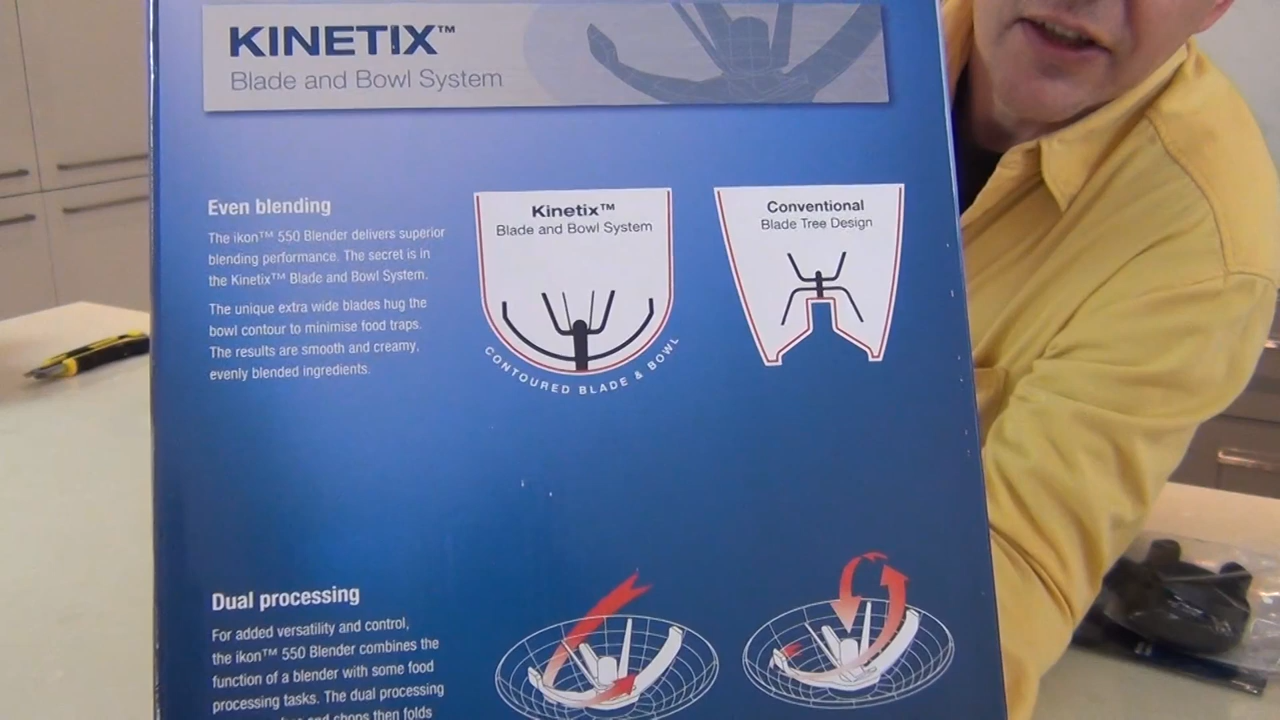 KINETIX™
Blade and Bowl System
Even blending
The ikon™ 550 Blender delivers superior
blending performance. The secret is in
the Kinetix™ Blade and Bowl System.
The unique extra wide blades hug the
bowl contour to minimise food traps.
The results are smooth and creamy,
evenly blended ingredients.
Kinetix™
Blade and Bowl System
CONTOURED BLADE & BOWL
Conventional
Blade Tree Design
Dual processing
For added versatility and control,
the ikon™ 550 Blender combines the
function of a blender with some food
processing tasks. The dual processing
and chops then folds